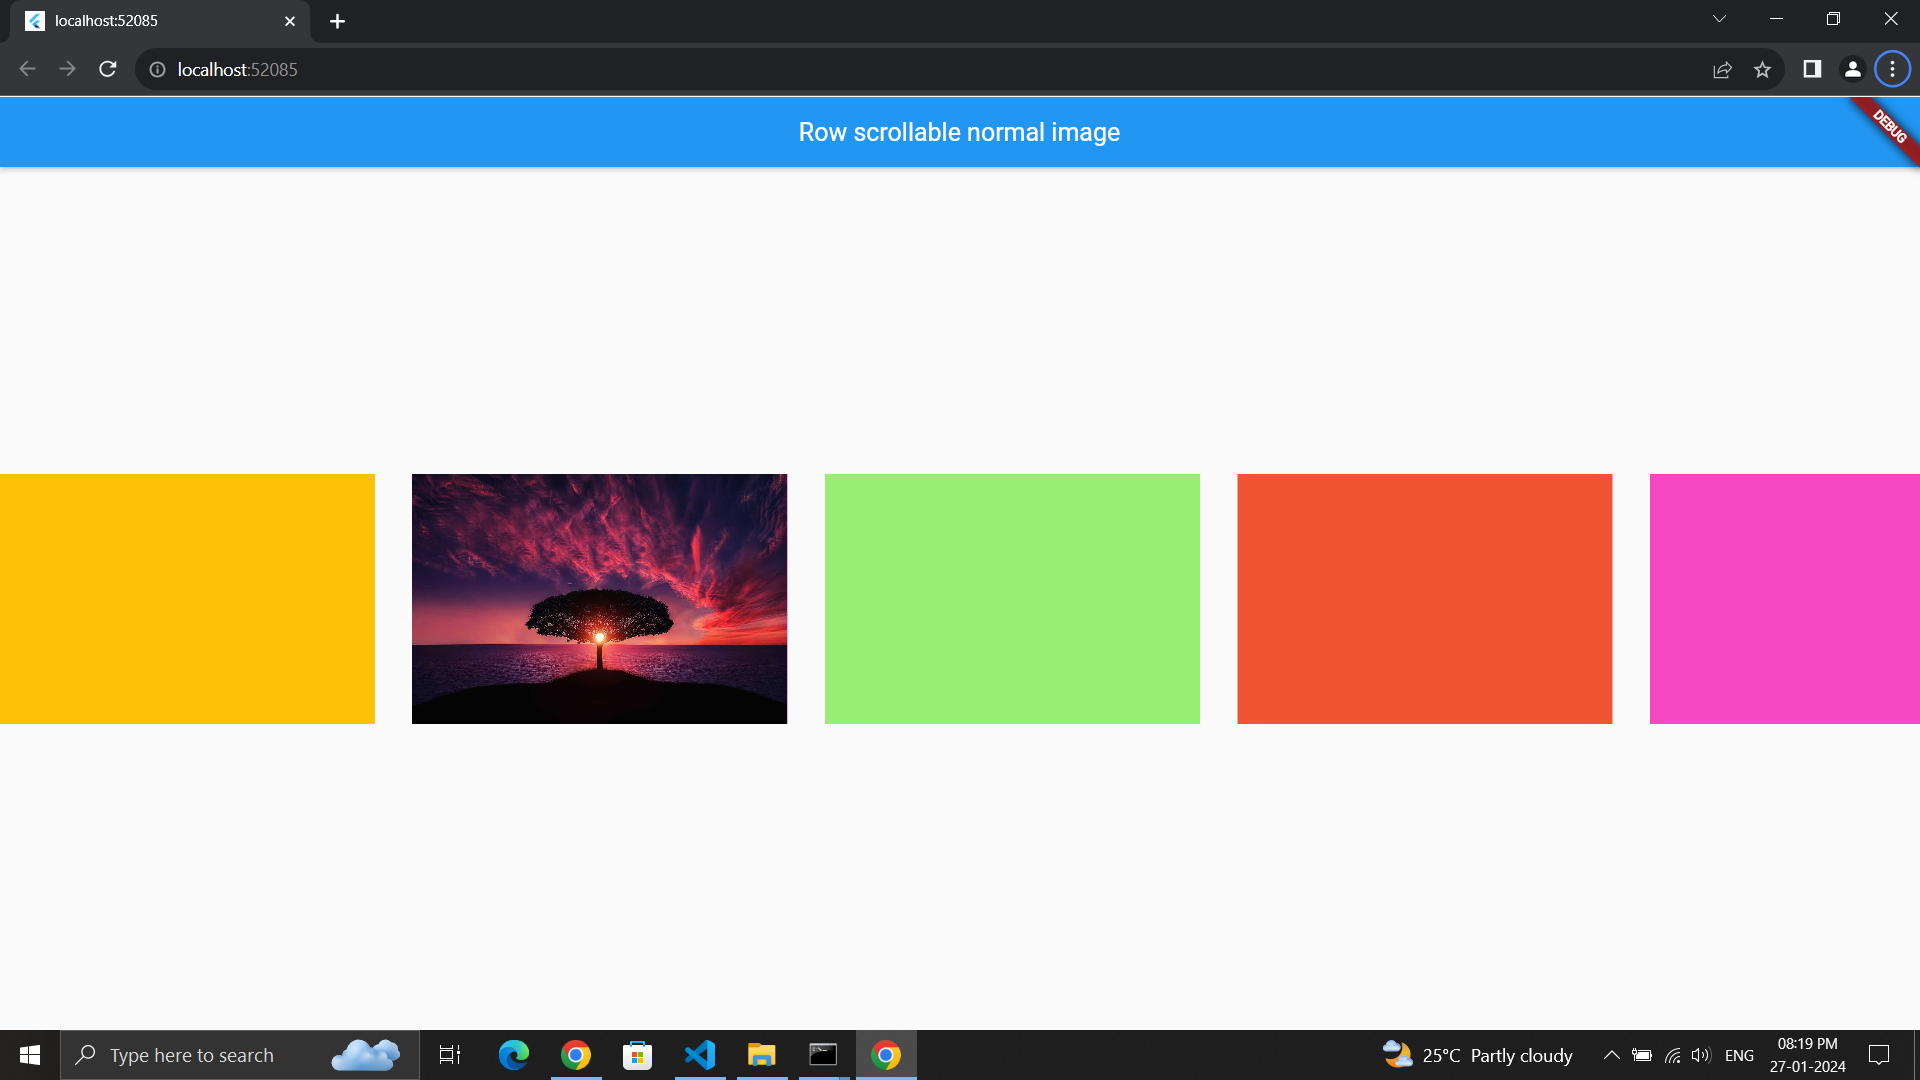 localhost:52085
localhost:52085
Row scrollable normal image
DEBUG
Type here to search
25°C Partly cloudy
ENG
08:19 PM
27-01-2024